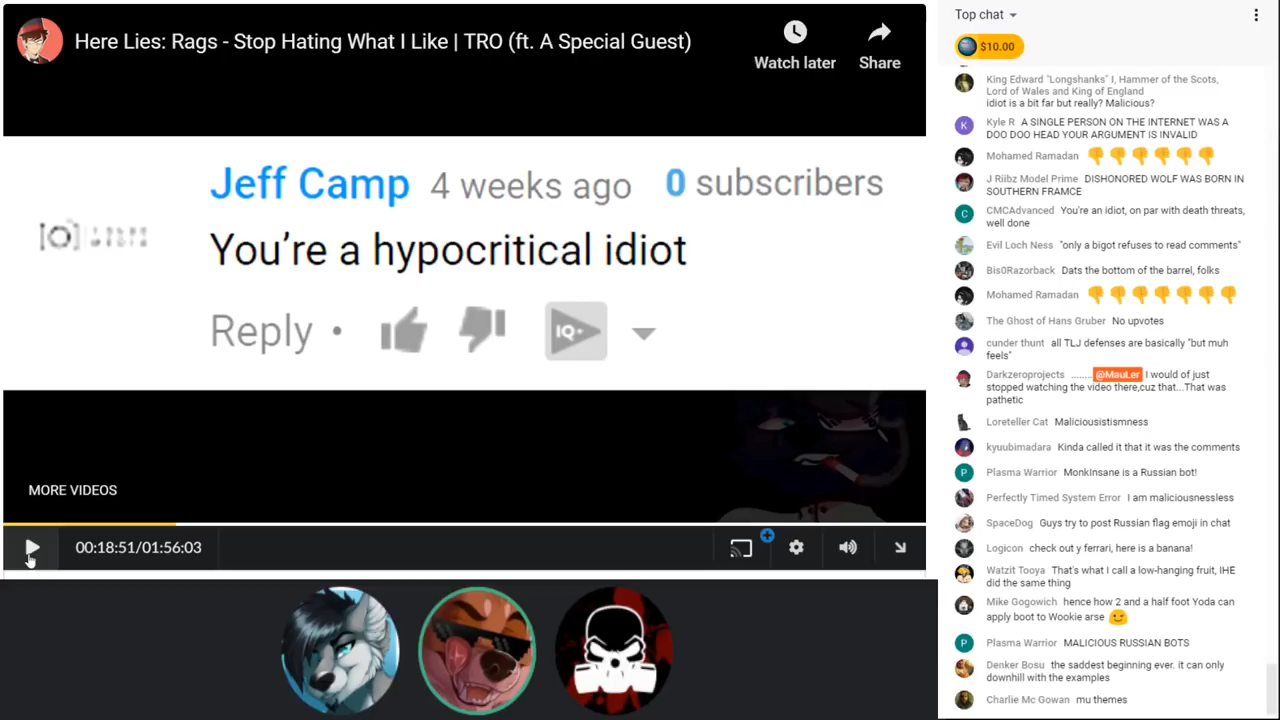 Here Lies: Rags - Stop Hating What I Like | TRO (ft. A Special Guest)
Watch later
Share
Jeff Camp 4 weeks ago 0 subscribers
You're a hypocritical idiot
Reply •
IQ+
MORE VIDEOS
00:18:51/01:56:03
Top chat
$10.00
King Edward "Longshanks" I, Hammer of the Scots,
Lord of Wales and King of England
idiot is a bit far but really? Malicious?
K
Kyle R A SINGLE PERSON ON THE INTERNET WAS A
DOO DOO HEAD YOUR ARGUMENT IS INVALID
Mohamed Ramadan 👎👎👎👎👎👎
J Riibz Model Prime DISHONORED WOLF WAS BORN IN
SOUTHERN FRAMCE
C
CMCAdvanced You're an idiot, on par with death threats,
well done
Evil Loch Ness "only a bigot refuses to read comments"
Bis0Razorback Dats the bottom of the barrel, folks
Mohamed Ramadan 👎👎👎👎👎👎👎
The Ghost of Hans Gruber No upvotes
cunder thunt all TLJ defenses are basically "but muh
feels"
Darkzeroprojects ........@MauLer I would of just
stopped watching the video there,cuz that...That was
pathetic
Loreteller Cat Maliciousistismness
kyuubimadara Kinda called it that it was the comments
P
Plasma Warrior MonkInsane is a Russian bot!
Perfectly Timed System Error I am maliciousnessless
SpaceDog Guys try to post Russian flag emoji in chat
Logicon check out y ferrari, here is a banana!
Watzit Tooya That's what I call a low-hanging fruit, IHE
did the same thing
Mike Gogowich hence how 2 and a half foot Yoda can
apply boot to Wookie arse 😉
P
Plasma Warrior MALICIOUS RUSSIAN BOTS
Denker Bosu the saddest beginning ever. it can only
downhill with the examples
Charlie Mc Gowan mu themes